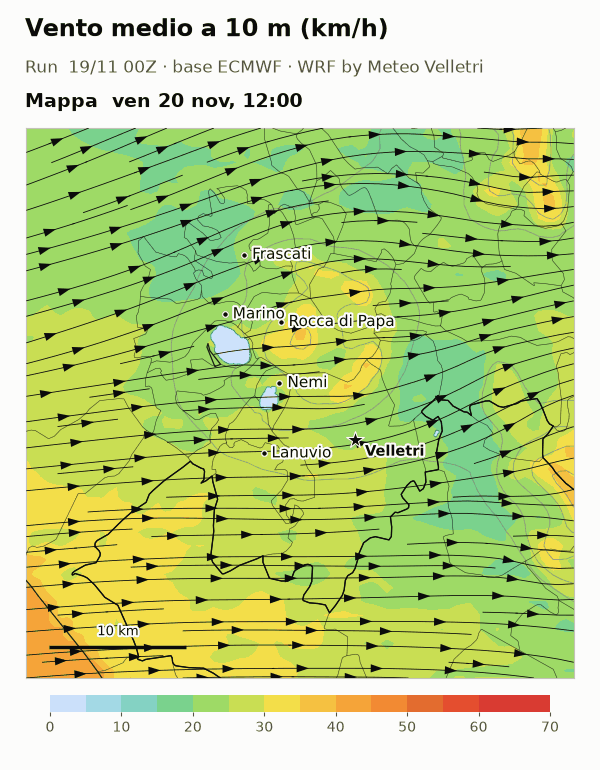 Vento medio a 10 m (km/h)
Run  19/11 00Z · base ECMWF · WRF by Meteo Velletri
Mappa  ven 20 nov, 12:00
Frascati
Marino
Rocca di Papa
Nemi
Velletri
Lanuvio
10 km
0 10 20 30 40 50 60 70